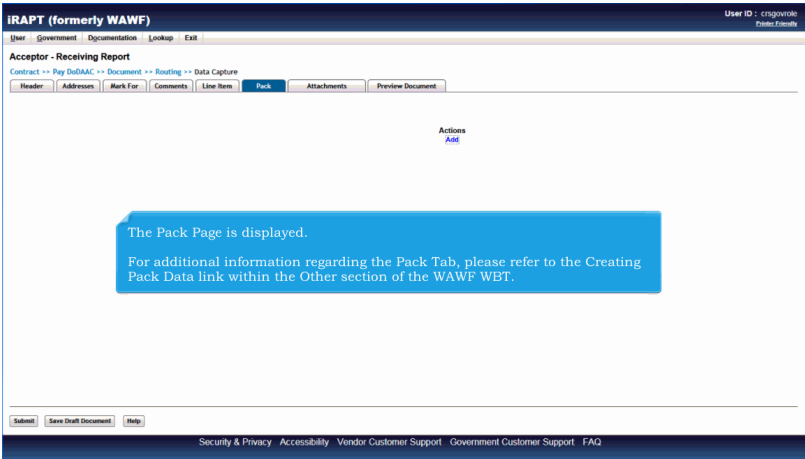 iRAPT (formerly WAWF)
User ID : crsgovrole
Printer Friendly
User Government Documentation Lookup Exit
Acceptor - Receiving Report
Contract >> Pay DoDAAC >> Document >> Routing >> Data Capture
Header Addresses Mark For Comments Line Item Pack Attachments Preview Document
Actions
Add
The Pack Page is displayed.
For additional information regarding the Pack Tab, please refer to the Creating
Pack Data link within the Other section of the WAWF WBT.
Submit Save Draft Document Help
Security & Privacy Accessibility Vendor Customer Support Government Customer Support FAQ